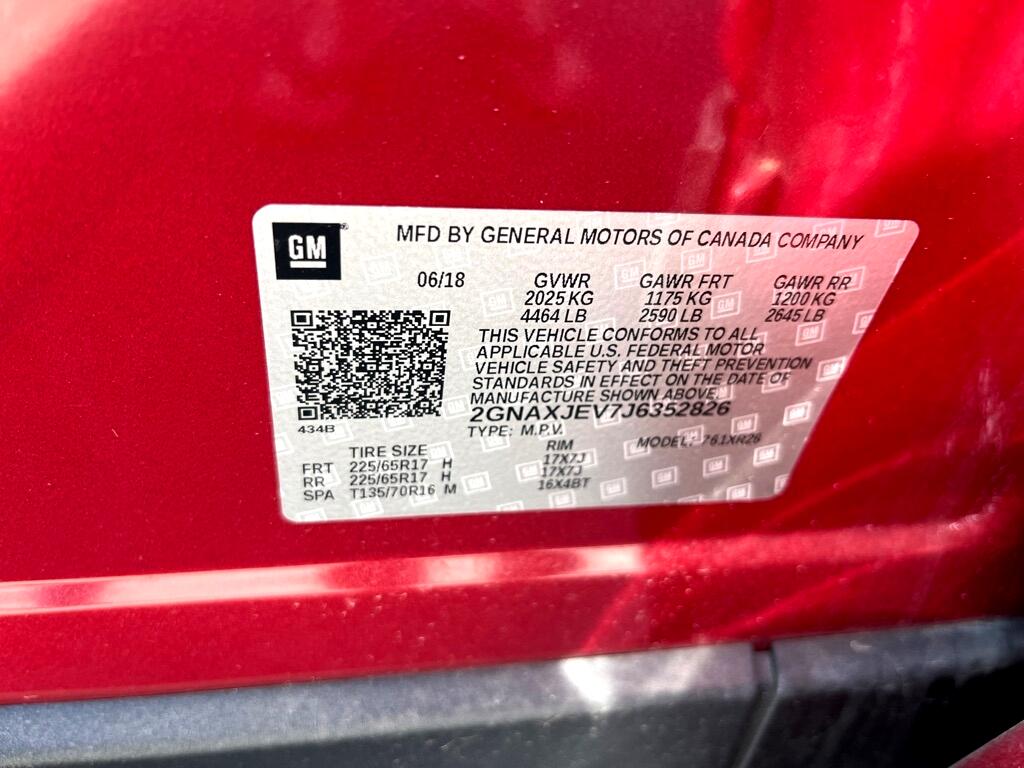 GM
MFD BY GENERAL MOTORS OF CANADA COMPANY
06/18 GVWR GAWR FRT GAWR RR
2025 KG 1175 KG 1200 KG
4464 LB 2590 LB 2645 LB
THIS VEHICLE CONFORMS TO ALL
APPLICABLE U.S. FEDERAL MOTOR
VEHICLE SAFETY AND THEFT PREVENTION
STANDARDS IN EFFECT ON THE DATE OF
MANUFACTURE SHOWN ABOVE.
2GNAXJEV7J6352826
434B
TYPE: M.P.V.
TIRE SIZE RIM MODEL: 761XR26
FRT 225/65R17 H 17X7J
RR 225/65R17 H 17X7J
SPA T135/70R16 M 16X4BT